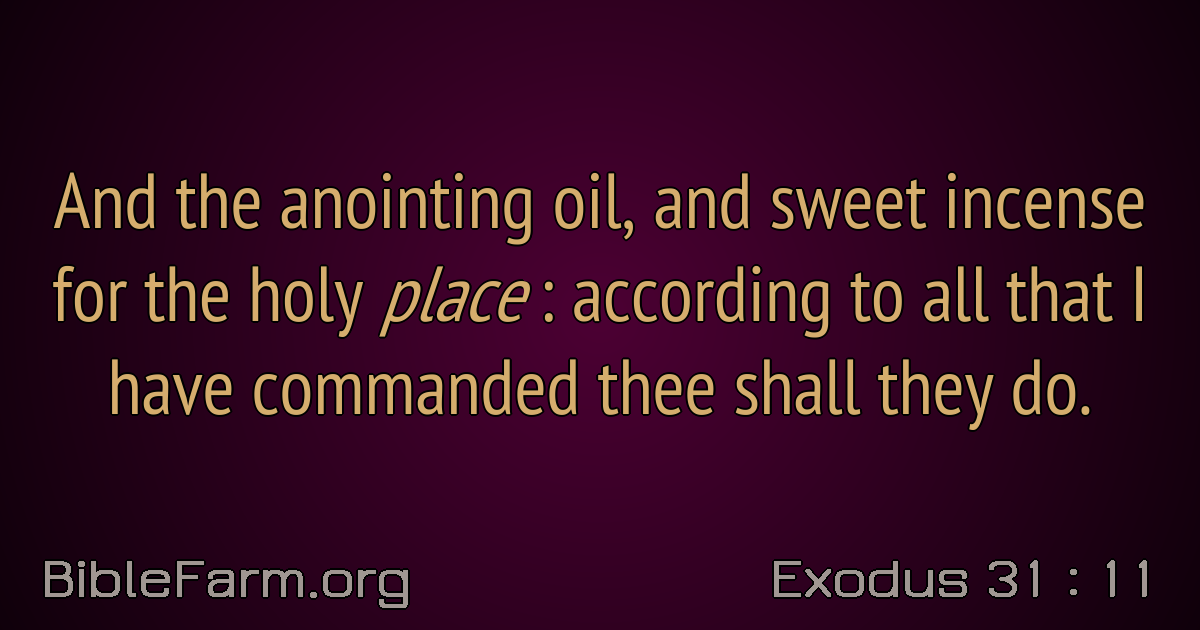 And the anointing oil, and sweet incense
for the holy place : according to all that I
have commanded thee shall they do.
BibleFarm.org
Exodus 31 : 11